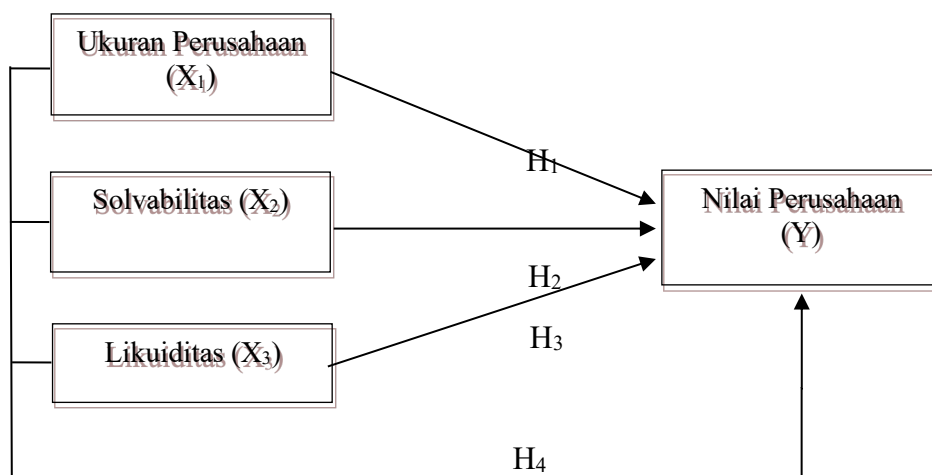 Ukuran Perusahaan
(X₁)
H₁
Solvabilitas (X₂)
Nilai Perusahaan
(Y)
H₂
H₃
Likuiditas (X₃)
H₄